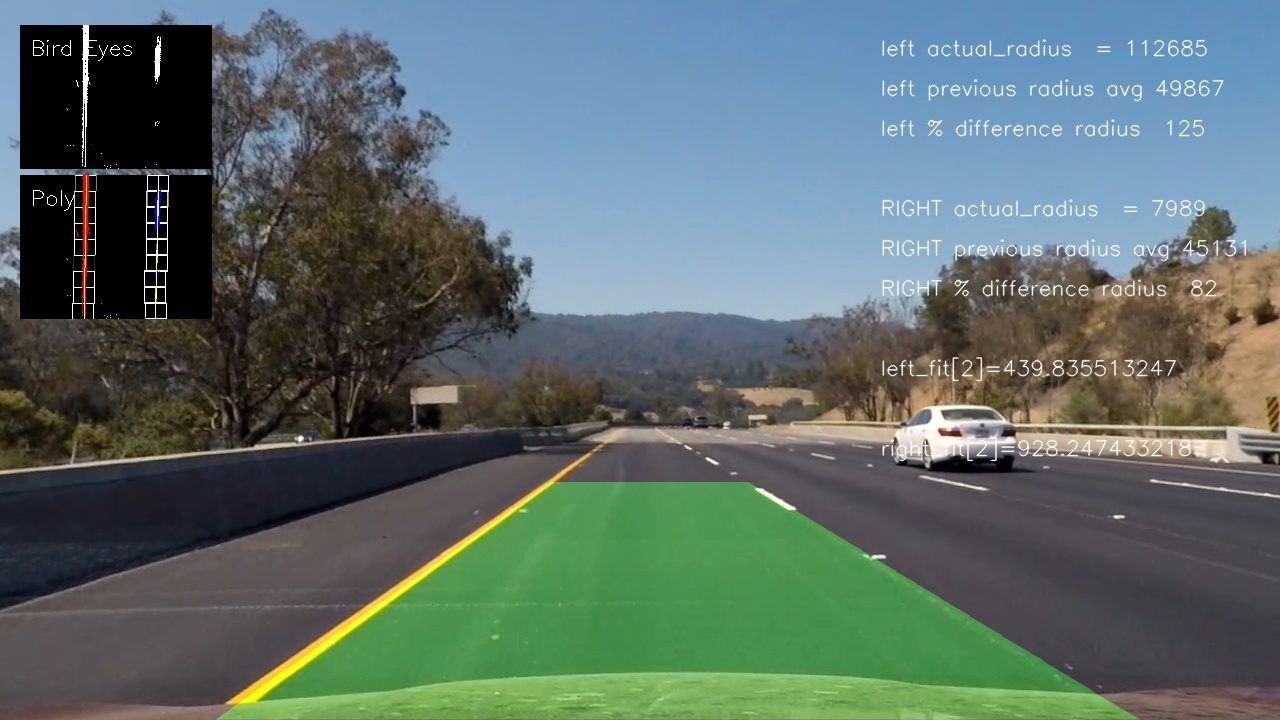 Bird Eyes
Poly
left actual_radius = 112685
left previous radius avg 49867
left % difference radius 125
RIGHT actual_radius = 7989
RIGHT previous radius avg 45131
RIGHT % difference radius 82
left_fit[2]=439.835513247
right_fit[2]=928.247433218